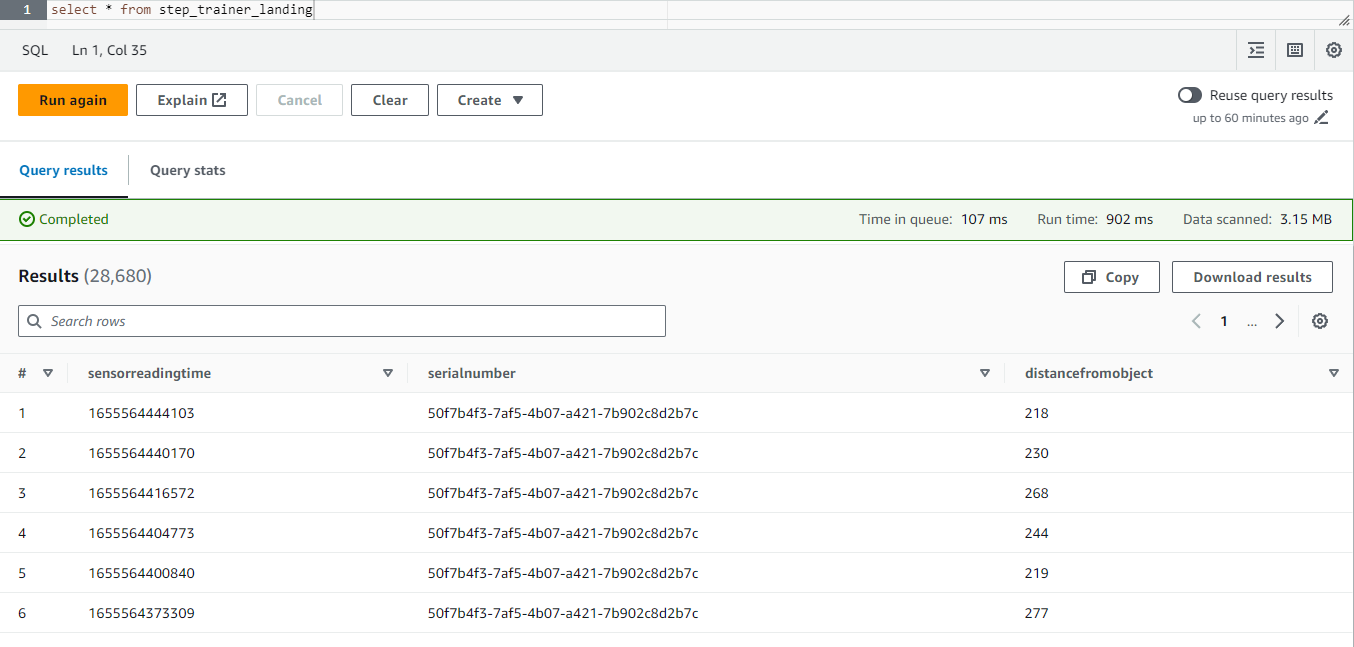 1 select * from step_trainer_landing
SQL Ln 1, Col 35
Run again Explain Cancel Clear Create Reuse query results
up to 60 minutes ago
Query results Query stats
Completed Time in queue: 107 ms Run time: 902 ms Data scanned: 3.15 MB
Results (28,680) Copy Download results
Search rows 1 ...
# sensorreadingtime serialnumber distancefromobject
1 1655564444103 50f7b4f3-7af5-4b07-a421-7b902c8d2b7c 218
2 1655564440170 50f7b4f3-7af5-4b07-a421-7b902c8d2b7c 230
3 1655564416572 50f7b4f3-7af5-4b07-a421-7b902c8d2b7c 268
4 1655564404773 50f7b4f3-7af5-4b07-a421-7b902c8d2b7c 244
5 1655564400840 50f7b4f3-7af5-4b07-a421-7b902c8d2b7c 219
6 1655564373309 50f7b4f3-7af5-4b07-a421-7b902c8d2b7c 277